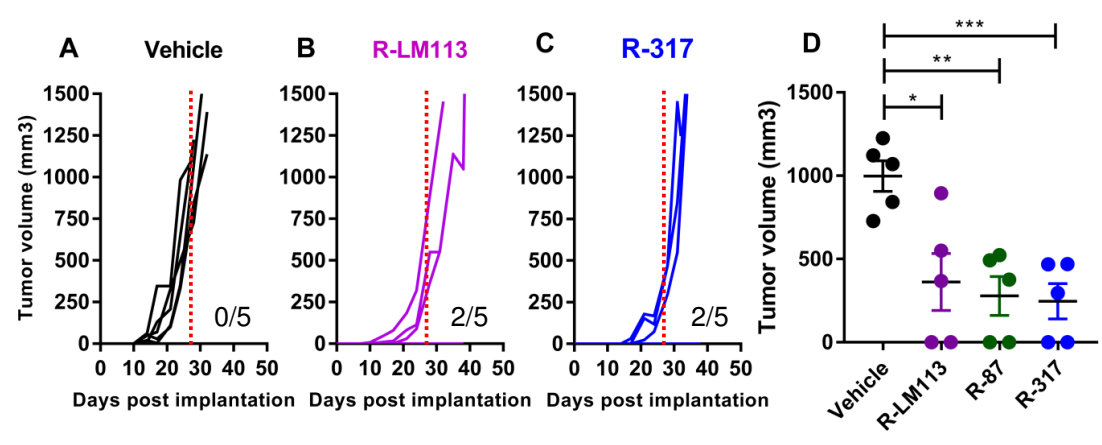 A
Vehicle
Tumor volume (mm3)
1500
1250
1000
750
500
250
0
0/5
0 10 20 30 40 50
Days post implantation
B
R-LM113
1500
1250
1000
750
500
250
0
2/5
0 10 20 30 40 50
Days post implantation
C
R-317
1500
1250
1000
750
500
250
0
2/5
0 10 20 30 40 50
Days post implantation
D
***
**
*
Tumor volume (mm3)
1500
1000
500
0
Vehicle
R-LM113
R-87
R-317